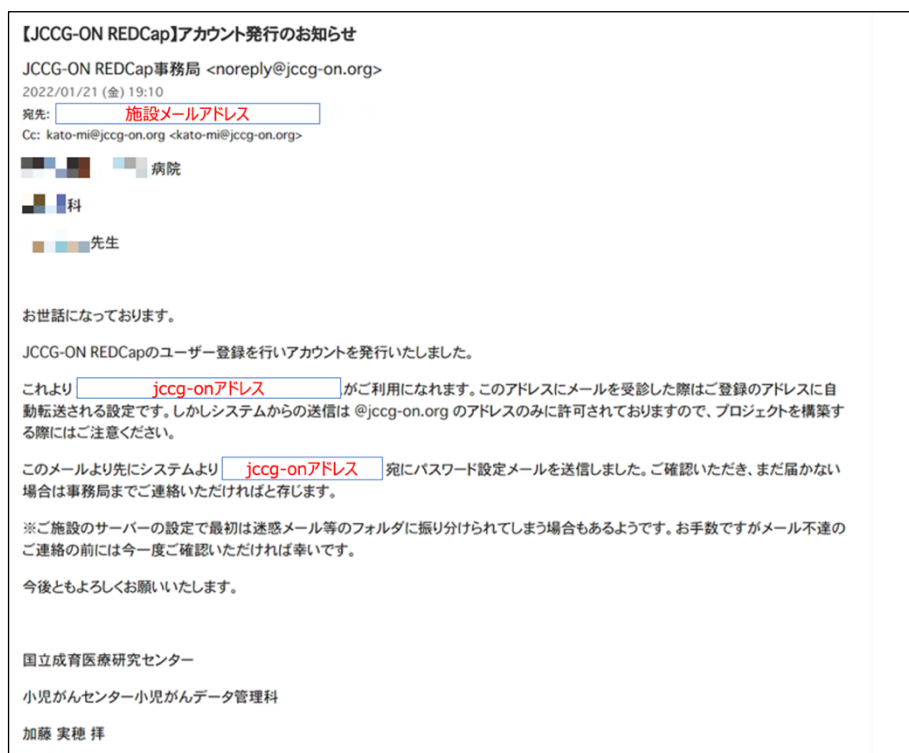 【JCCG-ON REDCap】アカウント発行のお知らせ
JCCG-ON REDCap事務局 <noreply@jccg-on.org>
2022/01/21 (金) 19:10
宛先: 施設メールアドレス
Cc: kato-mi@jccg-on.org <kato-mi@jccg-on.org>
病院
科
先生
お世話になっております。
JCCG-ON REDCapのユーザー登録を行いアカウントを発行いたしました。
これより jccg-onアドレス がご利用になれます。このアドレスにメールを受診した際はご登録のアドレスに自
動転送される設定です。しかしシステムからの送信は @jccg-on.org のアドレスのみに許可されておりますので、プロジェクトを構築す
る際にはご注意ください。
このメールより先にシステムより jccg-onアドレス 宛にパスワード設定メールを送信しました。ご確認いただき、まだ届かない
場合は事務局までご連絡いただければと存じます。
※ご施設のサーバーの設定で最初は迷惑メール等のフォルダに振り分けられてしまう場合もあるようです。お手数ですがメール不達の
ご連絡の前には今一度ご確認いただければ幸いです。
今後ともよろしくお願いいたします。
国立成育医療研究センター
小児がんセンター小児がんデータ管理科
加藤 実穂 拝